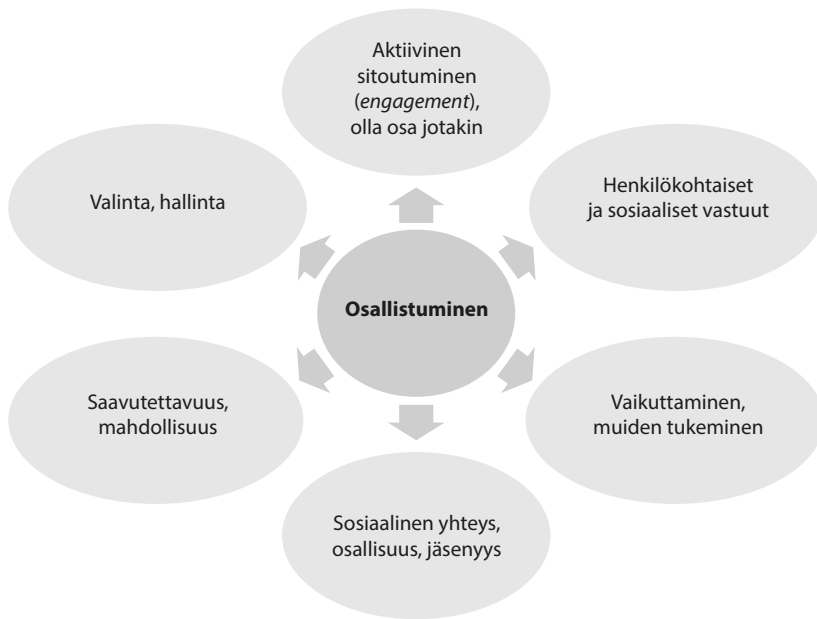 Aktiivinen
sitoutuminen
(engagement),
olla osa jotakin
Valinta, hallinta
Henkilökohtaiset
ja sosiaaliset vastuut
Osallistuminen
Saavutettavuus,
mahdollisuus
Vaikuttaminen,
muiden tukeminen
Sosiaalinen yhteys,
osallisuus, jäsenyys